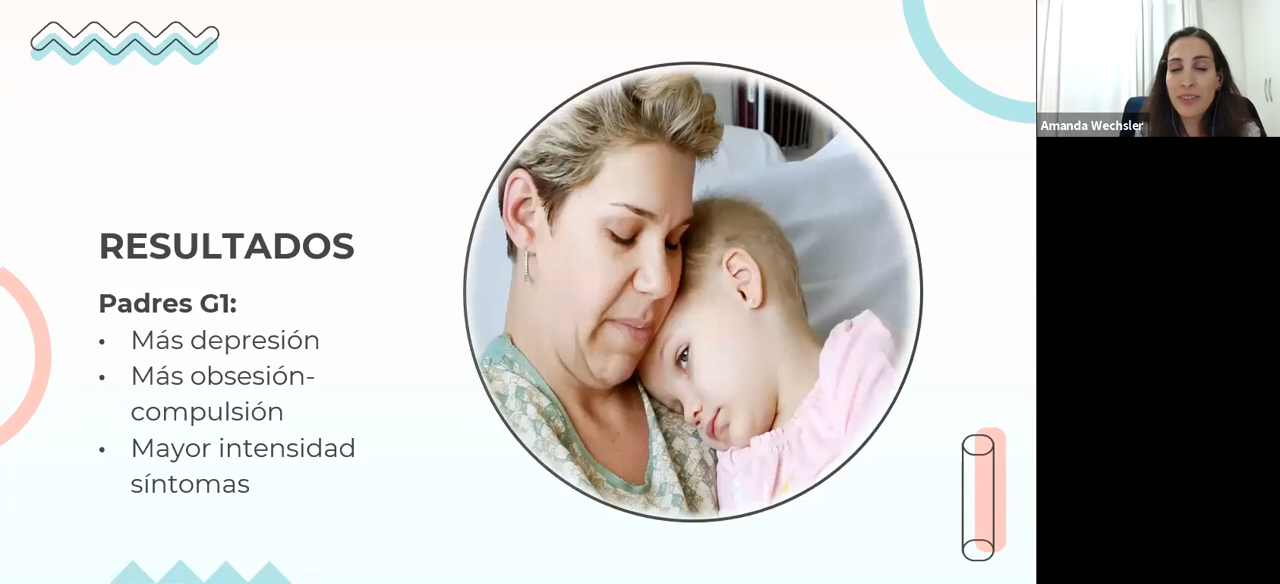 RESULTADOS
Padres G1:
• Más depresión
• Más obsesión-
compulsión
• Mayor intensidad
síntomas
Amanda Wechsler